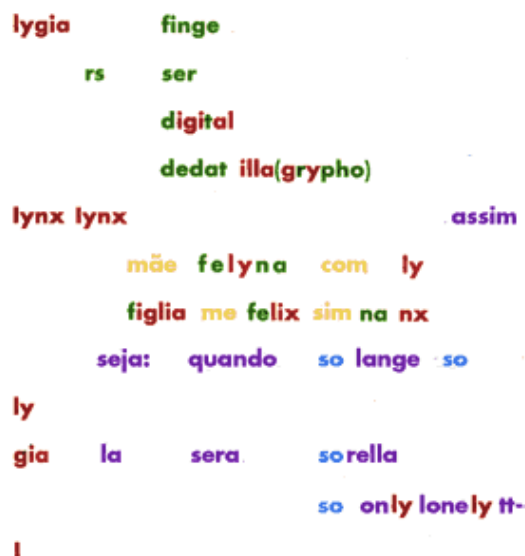 lygia finge
rs ser
digital
dedat illa(grypho)
lynx lynx assim
mãe felyna com ly
figlia me felix sim na nx
seja: quando so lange so
ly
gia la sera sorella
so only lonely tt-
l